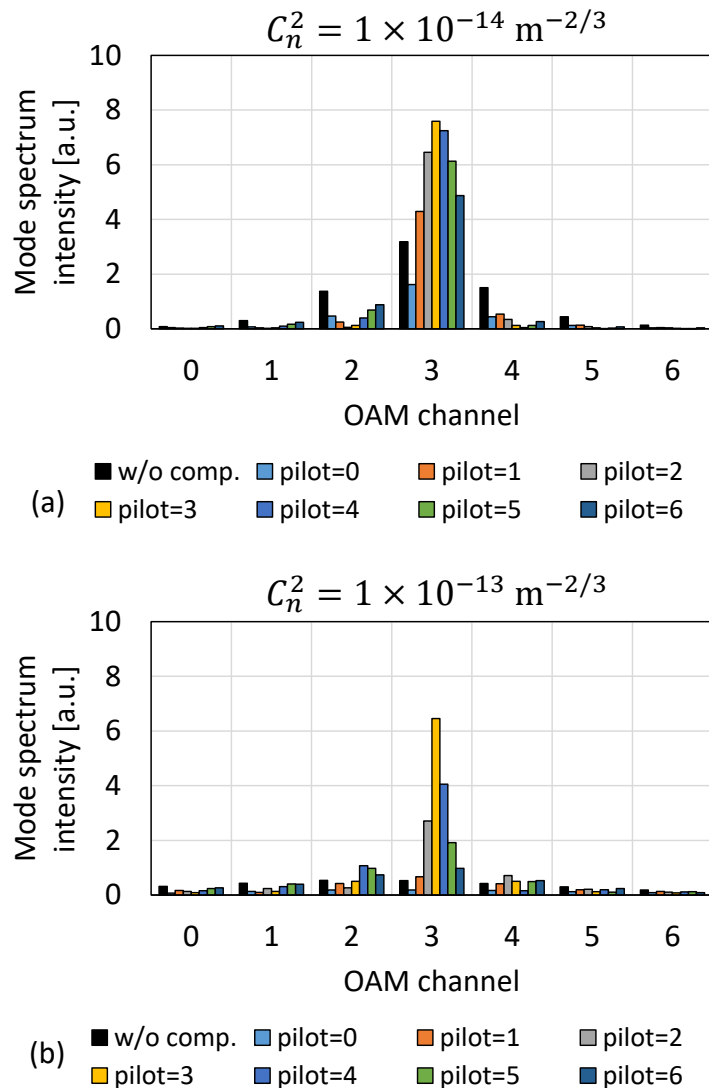 C_n^2 = 1 × 10^{-14} m^{-2/3}
10
8
6
4
2
0
Mode spectrum
intensity [a.u.]
0 1 2 3 4 5 6
OAM channel
w/o comp. pilot=0 pilot=1 pilot=2
(a) pilot=3 pilot=4 pilot=5 pilot=6
C_n^2 = 1 × 10^{-13} m^{-2/3}
10
8
6
4
2
0
Mode spectrum
intensity [a.u.]
0 1 2 3 4 5 6
OAM channel
w/o comp. pilot=0 pilot=1 pilot=2
(b) pilot=3 pilot=4 pilot=5 pilot=6